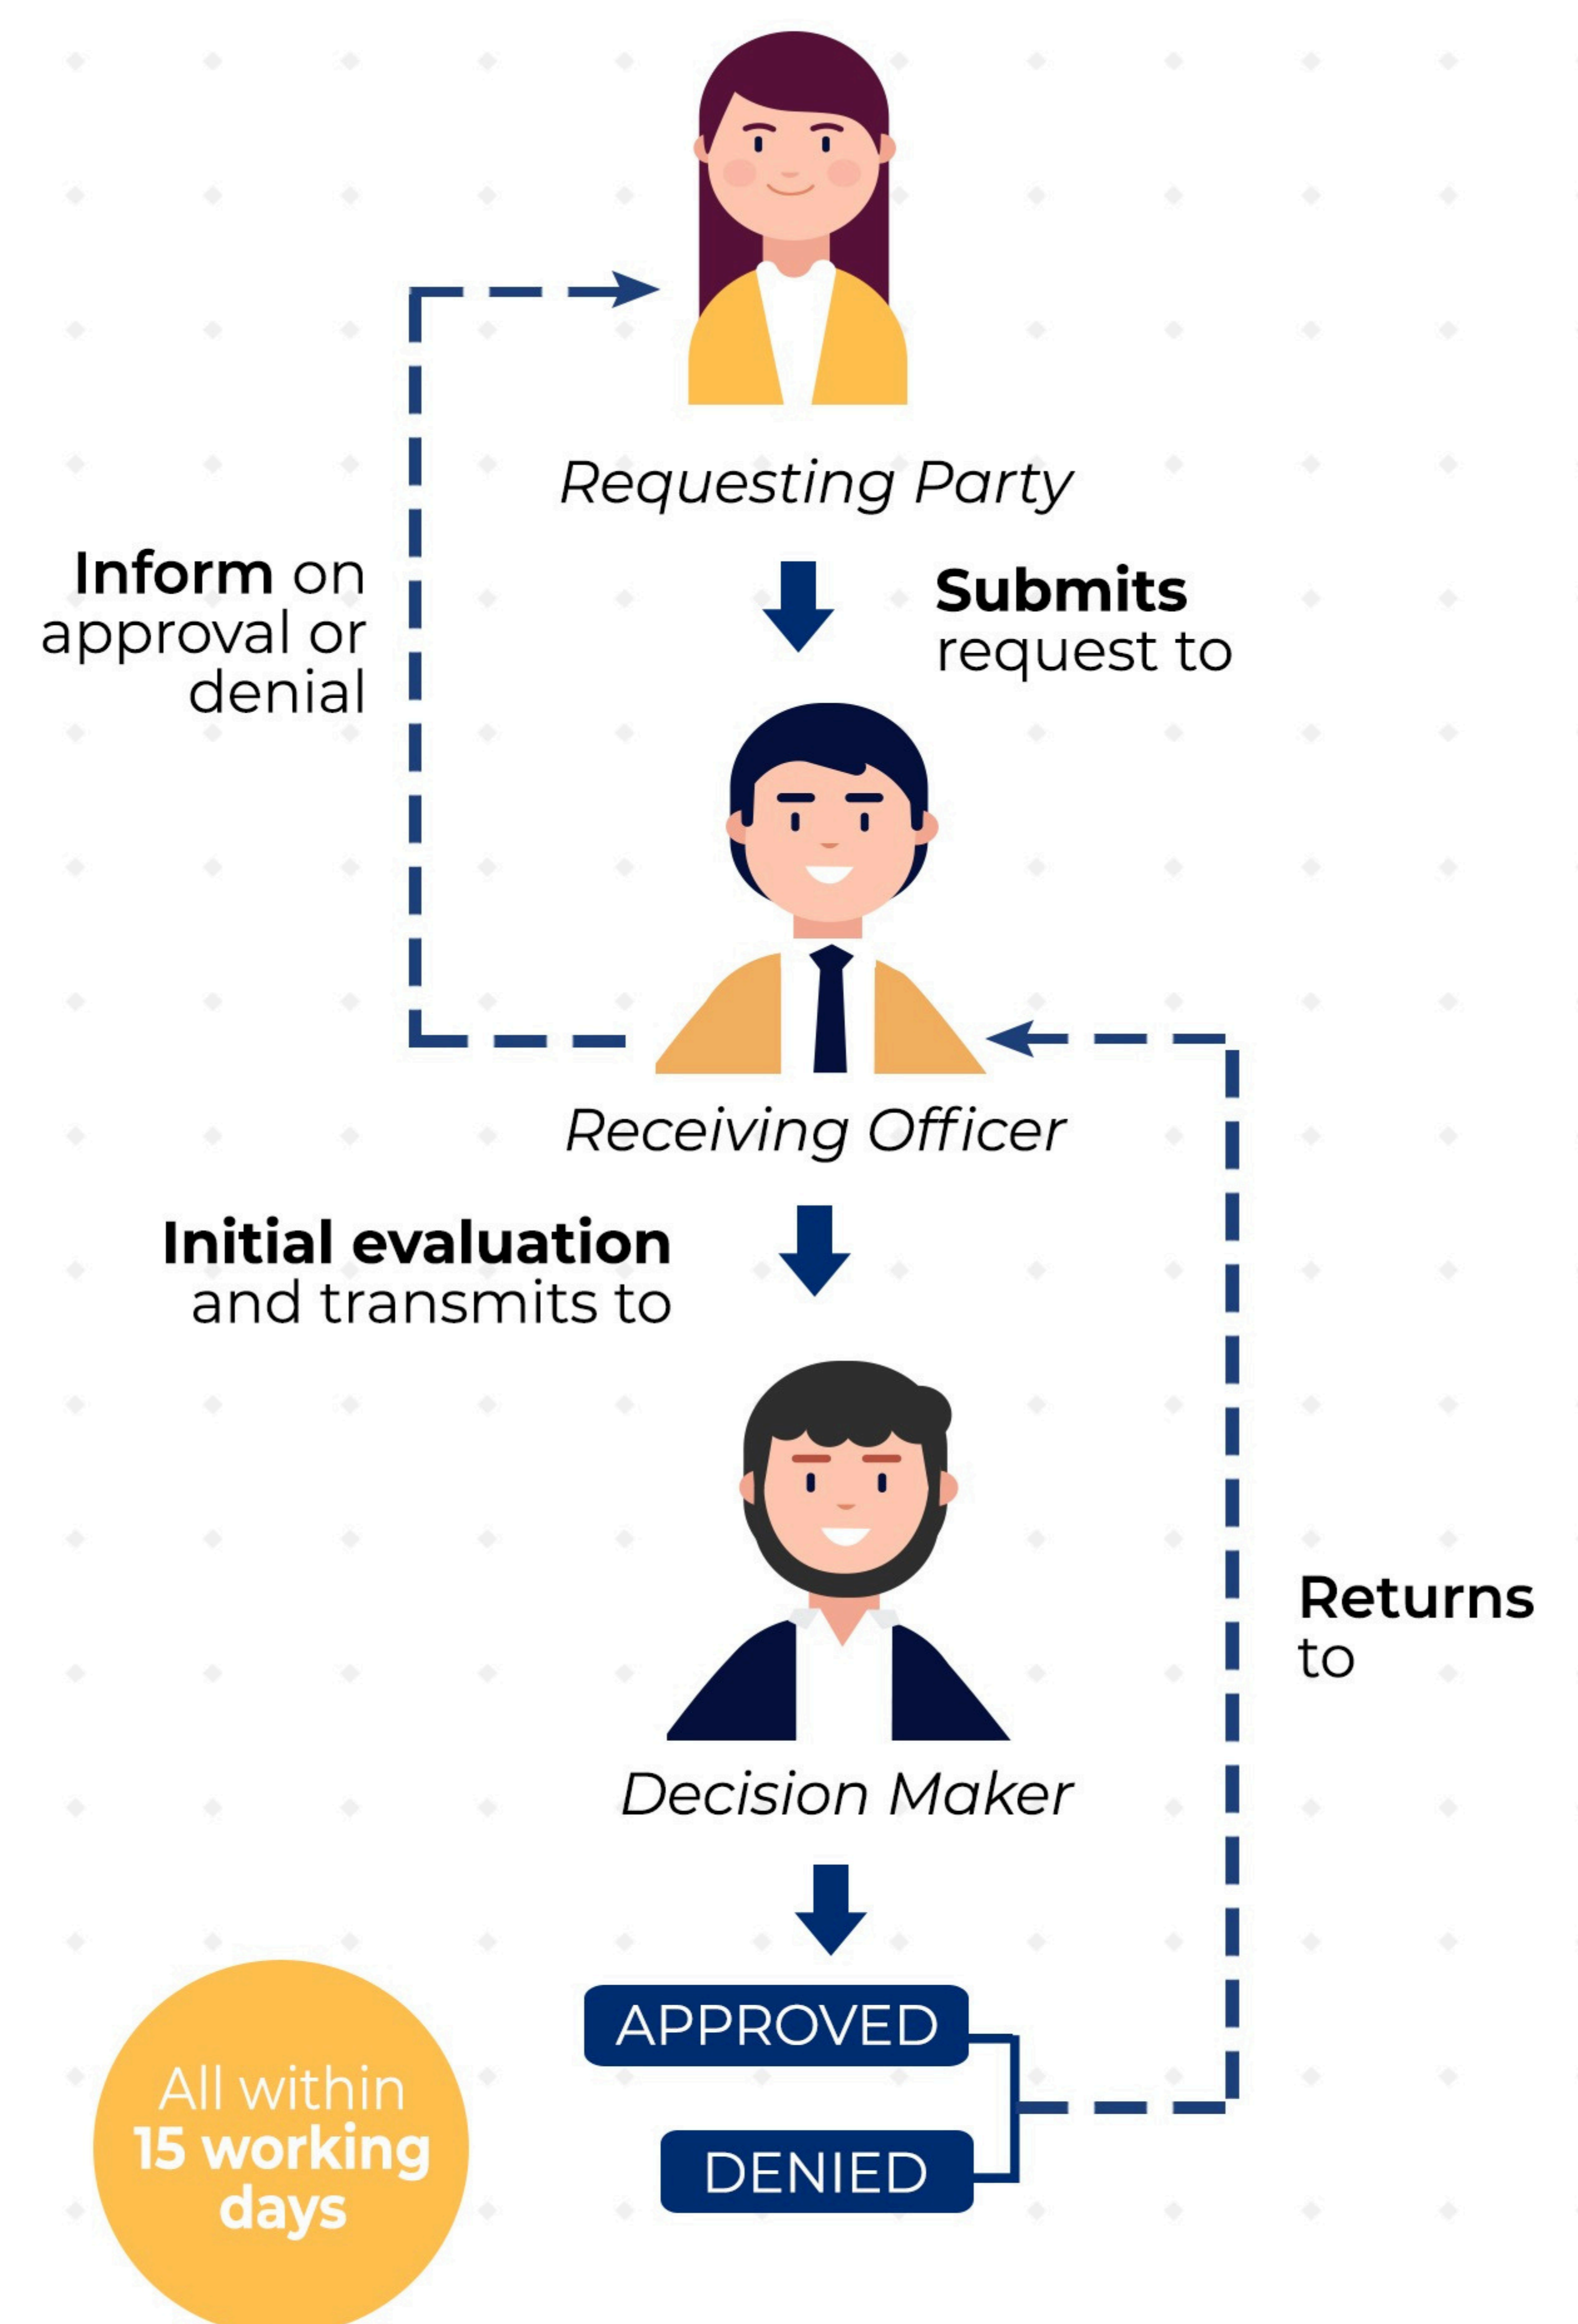 Requesting Party
Inform on
approval or
denial
Submits
request to
Receiving Officer
Initial evaluation
and transmits to
Decision Maker
Returns
to
APPROVED
DENIED
All within
15 working
days